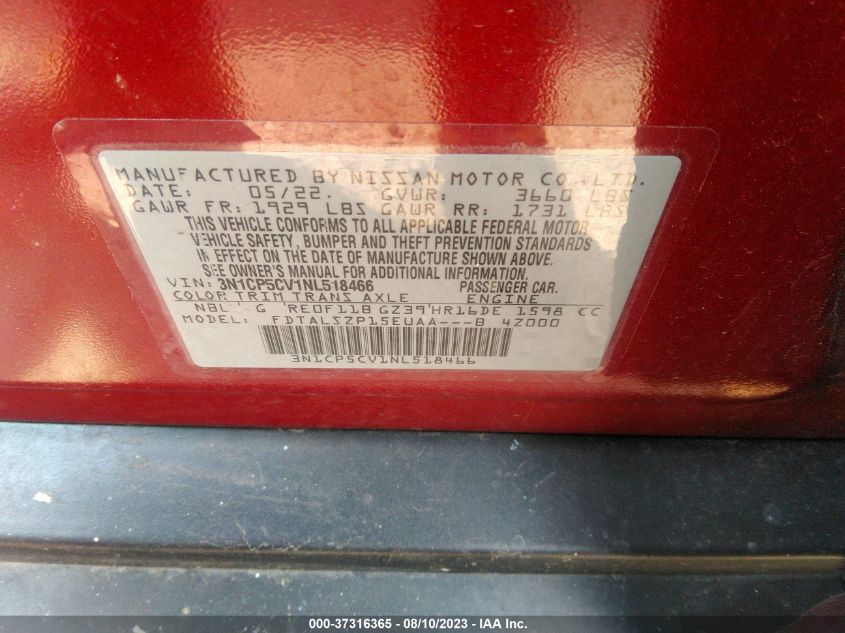 MANUFACTURED BY NISSAN MOTOR CO., LTD.
DATE: 05/22. GVWR: 3660 LBS
GAWR FR: 1929 LBS GAWR RR: 1731 LBS
THIS VEHICLE CONFORMS TO ALL APPLICABLE FEDERAL MOTOR
VEHICLE SAFETY, BUMPER AND THEFT PREVENTION STANDARDS
IN EFFECT ON THE DATE OF MANUFACTURE SHOWN ABOVE.
SEE OWNER'S MANUAL FOR ADDITIONAL INFORMATION.
VIN: 3N1CP5CV1NL518466 PASSENGER CAR.
COLOR TRIM TRANS AXLE ENGINE
NBL G RE0F11B GZ39 HR16DE 1598 CC
MODEL: FDTALSZP15EUAA---B 4Z000
3N1CP5CV1NL518466
000-37316365 - 08/10/2023 - IAA Inc.